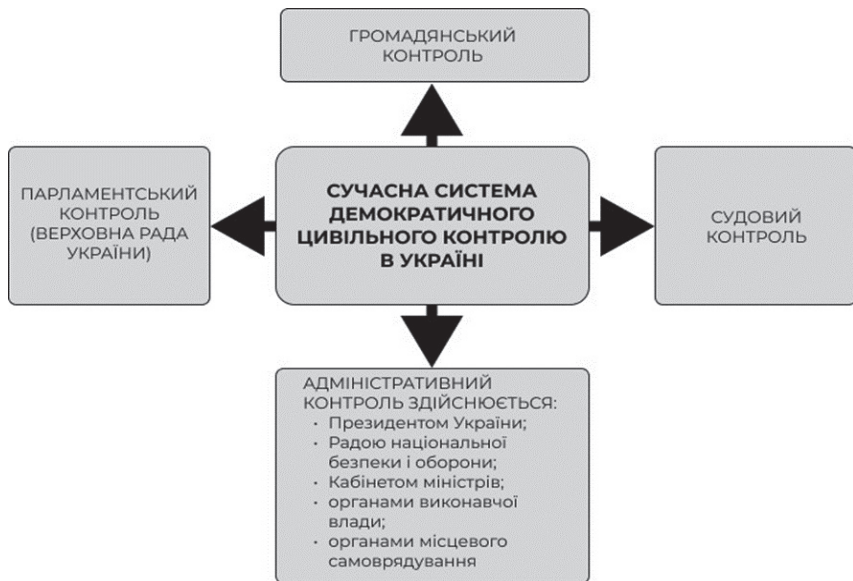 ГРОМАДЯНСЬКИЙ
КОНТРОЛЬ
ПАРЛАМЕНТСЬКИЙ
КОНТРОЛЬ
(ВЕРХОВНА РАДА
УКРАЇНИ)
СУЧАСНА СИСТЕМА
ДЕМОКРАТИЧНОГО
ЦИВІЛЬНОГО КОНТРОЛЮ
В УКРАЇНІ
СУДОВИЙ
КОНТРОЛЬ
АДМІНІСТРАТИВНИЙ
КОНТРОЛЬ ЗДІЙСНЮЄТЬСЯ:
· Президентом України;
· Радою національної
безпеки і оборони;
· Кабінетом міністрів;
· органами виконавчої
влади;
· органами місцевого
самоврядування